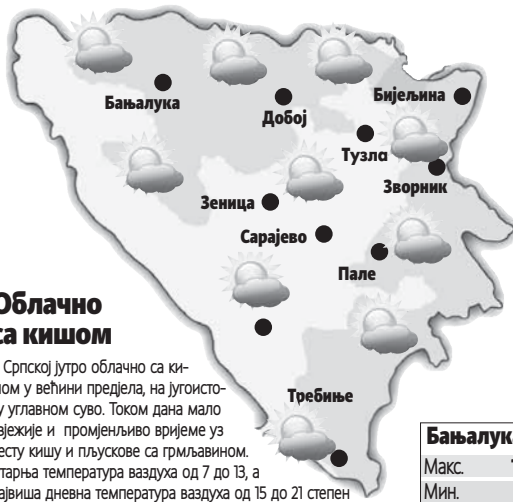 Бањалука
Добој
Бијељина
Тузла
Зворник
Зеница
Сарајево
Пале
Требиње
Облачно
са кишом
Српској јутро облачно са ки-
ом у већини предјела, на југоисто-
у углавном суво. Током дана мало
вјежије и промјенљиво вријеме уз
есту кишу и пљускове са грмљавином.
тарња температура ваздуха од 7 до 13, а
ајвиша дневна температура ваздуха од 15 до 21 степен
Бањалук
Макс.
Мин.